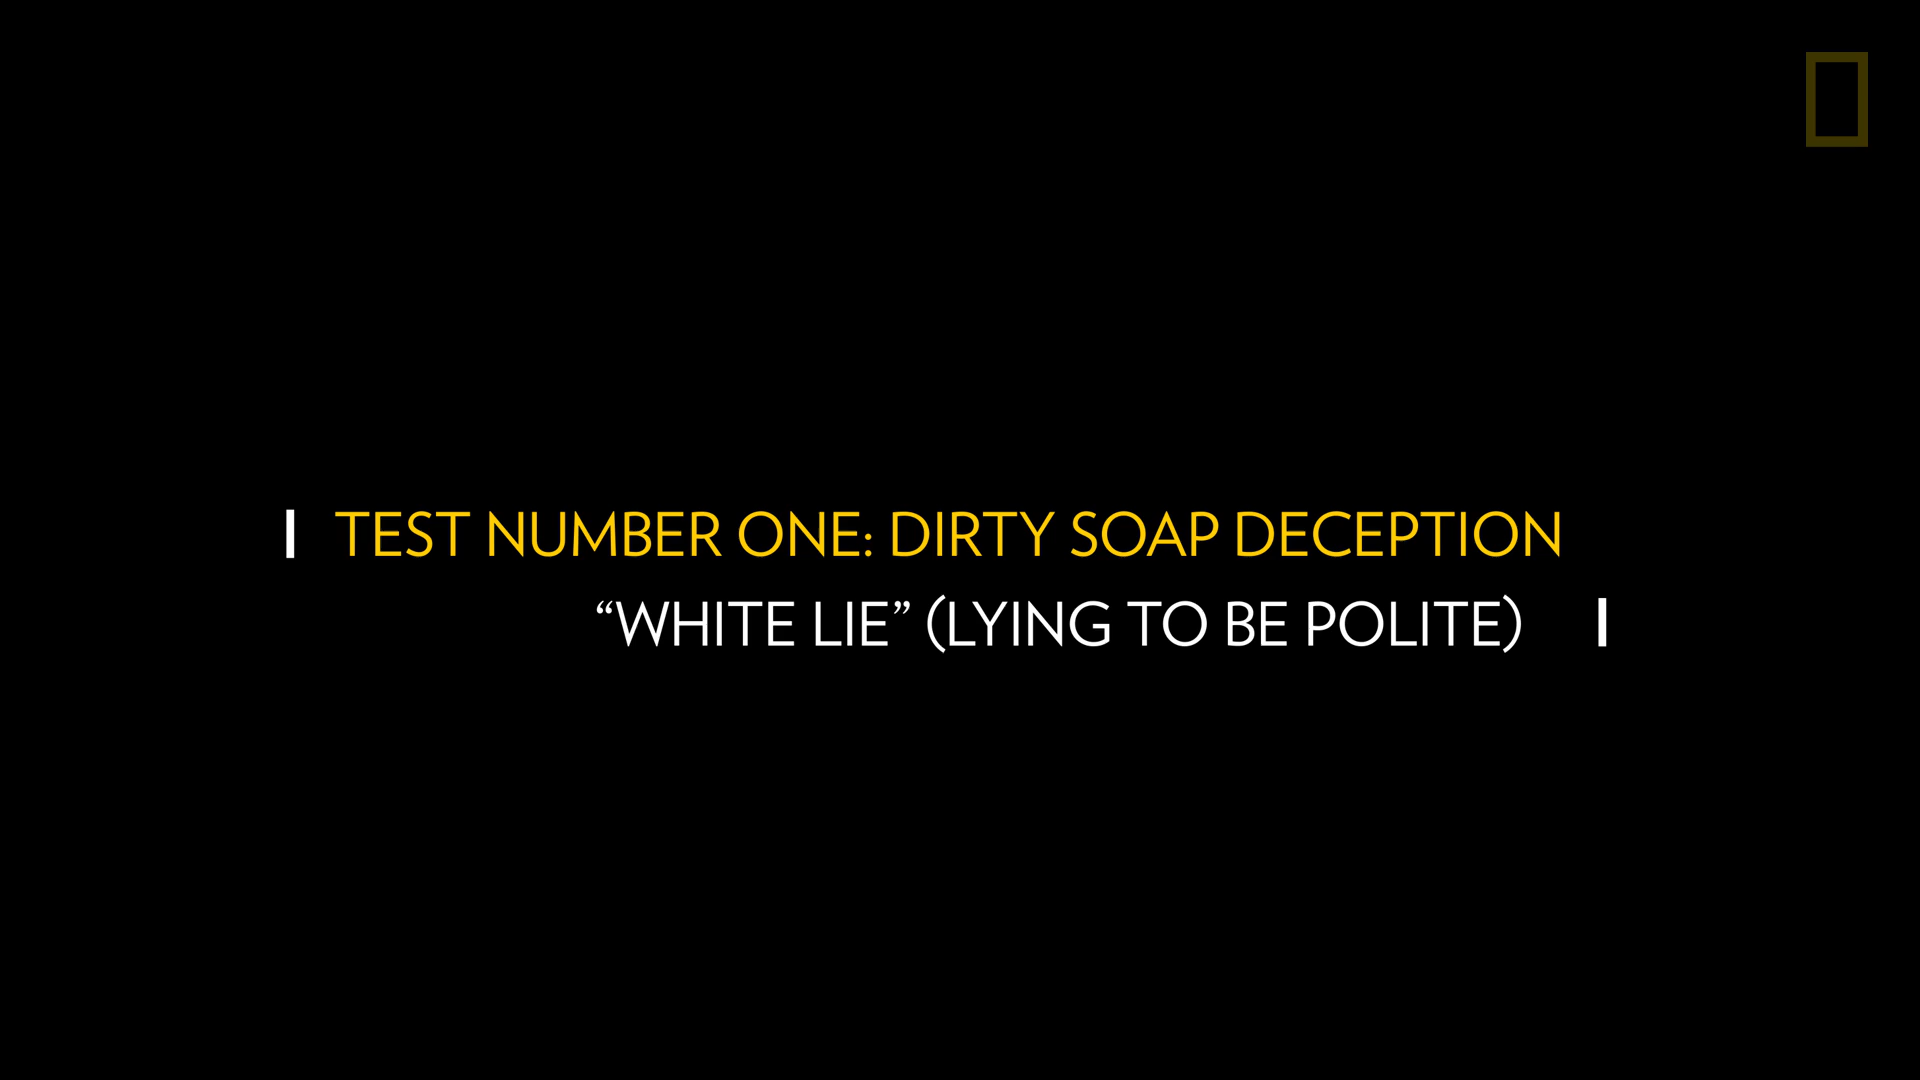 TEST NUMBER ONE: DIRTY SOAP DECEPTION
“WHITE LIE” (LYING TO BE POLITE)